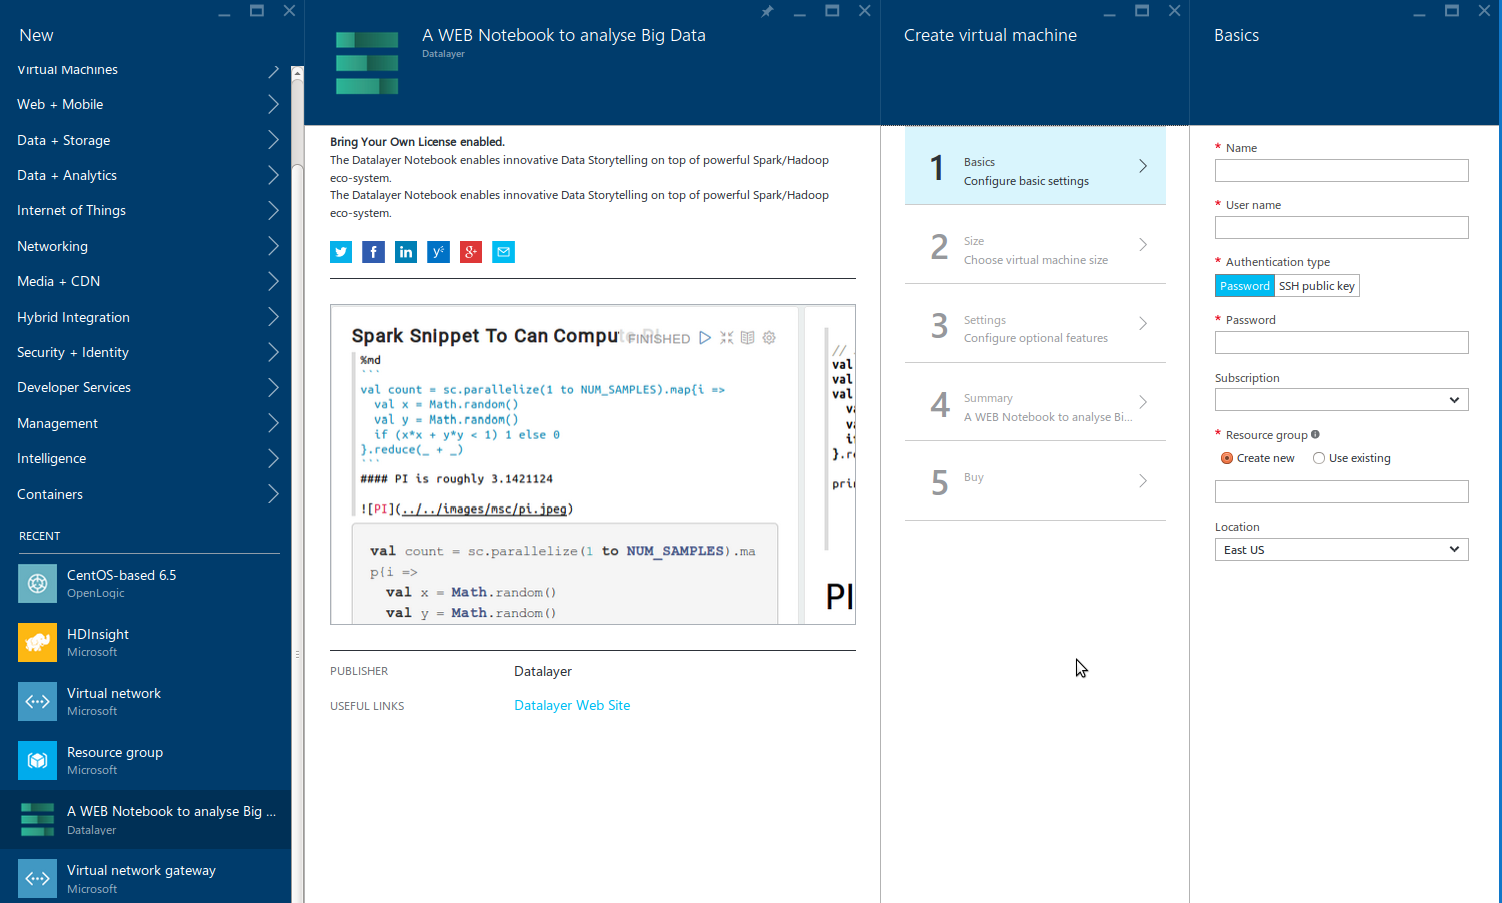 New
Virtual Machines
Web + Mobile
Data + Storage
Data + Analytics
Internet of Things
Networking
Media + CDN
Hybrid Integration
Security + Identity
Developer Services
Management
Intelligence
Containers
RECENT
CentOS-based 6.5
OpenLogic
HDInsight
Microsoft
Virtual network
Microsoft
Resource group
Microsoft
A WEB Notebook to analyse Big ...
Datalayer
Virtual network gateway
Microsoft
A WEB Notebook to analyse Big Data
Datalayer
Bring Your Own License enabled.
The Datalayer Notebook enables innovative Data Storytelling on top of powerful Spark/Hadoop
eco-system.
The Datalayer Notebook enables innovative Data Storytelling on top of powerful Spark/Hadoop
eco-system.
Spark Snippet To Can Compute Pi FINISHED
%md
```
val count = sc.parallelize(1 to NUM_SAMPLES).map{i =>
val x = Math.random()
val y = Math.random()
if (x*x + y*y < 1) 1 else 0
}.reduce(_ + _)
```
#### PI is roughly 3.1421124
![PI](../../images/msc/pi.jpeg)
val count = sc.parallelize(1 to NUM_SAMPLES).ma
p{i =>
val x = Math.random()
val y = Math.random()
//
val
val
val
}.re
prin
PI
PUBLISHER Datalayer
USEFUL LINKS Datalayer Web Site
Create virtual machine
1 Basics
Configure basic settings
2 Size
Choose virtual machine size
3 Settings
Configure optional features
4 Summary
A WEB Notebook to analyse Bi...
5 Buy
Basics
* Name
* User name
* Authentication type
Password SSH public key
* Password
Subscription
* Resource group
Create new Use existing
Location
East US